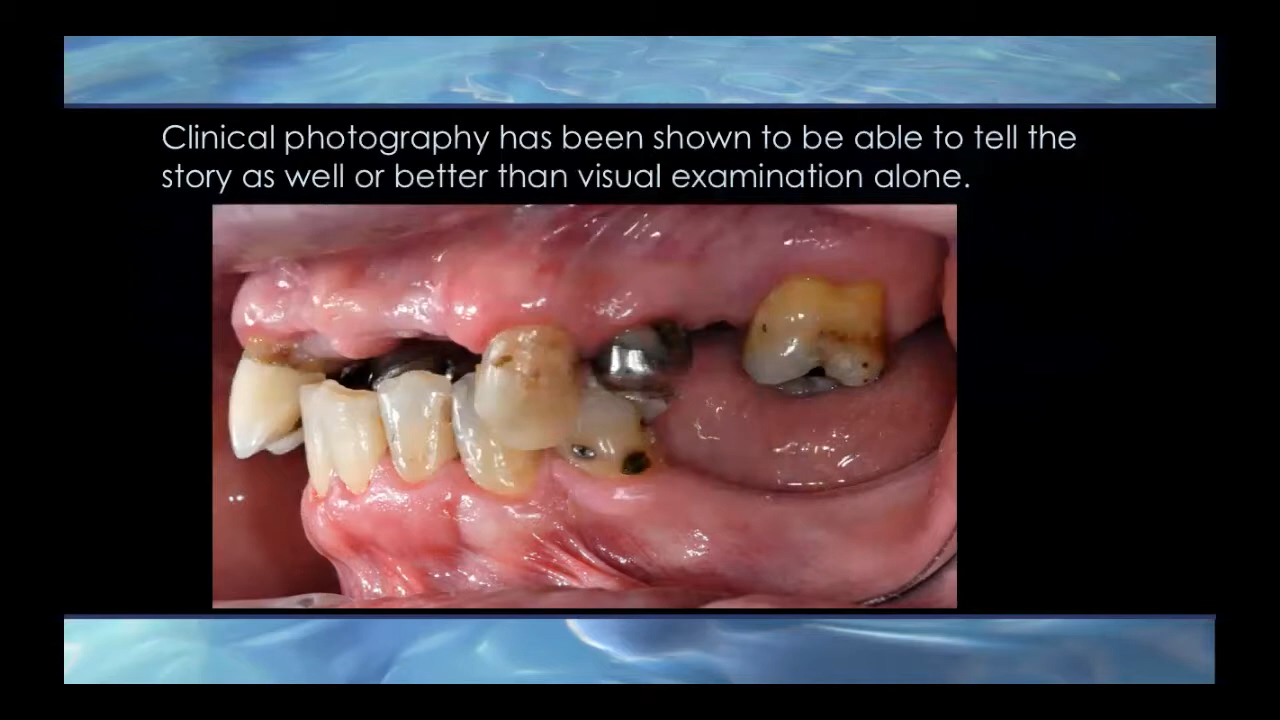 Clinical photography has been shown to be able to tell the
story as well or better than visual examination alone.